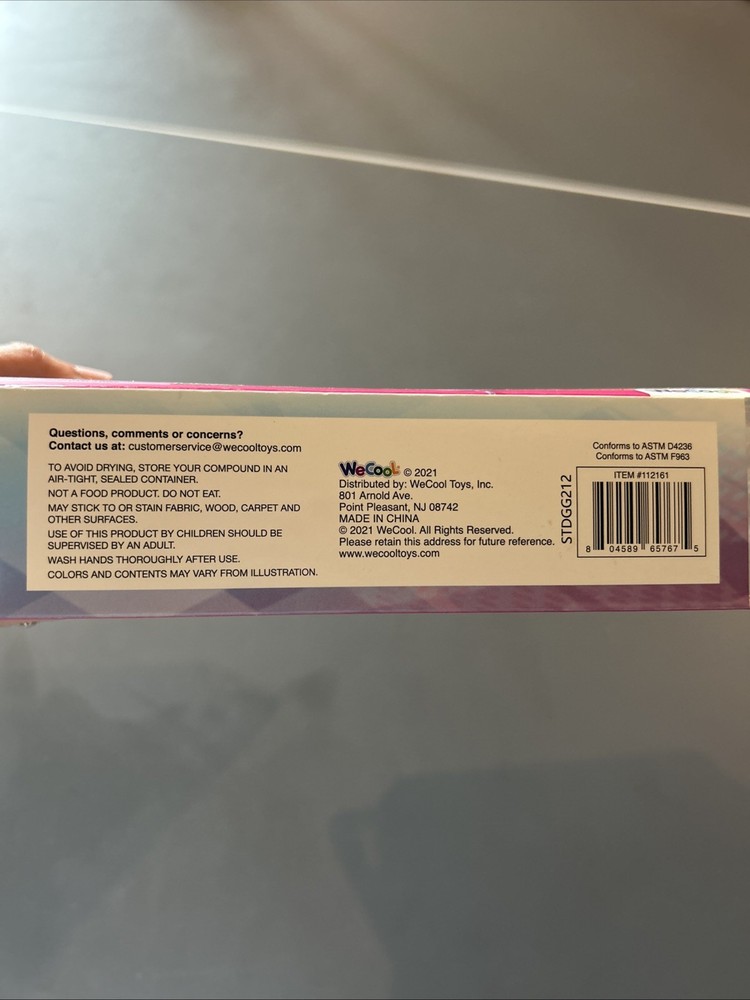 Questions, comments or concerns?
Contact us at: customerservice@wecooltoys.com
TO AVOID DRYING, STORE YOUR COMPOUND IN AN
AIR-TIGHT, SEALED CONTAINER.
NOT A FOOD PRODUCT. DO NOT EAT.
MAY STICK TO OR STAIN FABRIC, WOOD, CARPET AND
OTHER SURFACES.
USE OF THIS PRODUCT BY CHILDREN SHOULD BE
SUPERVISED BY AN ADULT.
WASH HANDS THOROUGHLY AFTER USE.
COLORS AND CONTENTS MAY VARY FROM ILLUSTRATION.
WeCool © 2021
Distributed by: WeCool Toys, Inc.
801 Arnold Ave.
Point Pleasant, NJ 08742
MADE IN CHINA
© 2021 WeCool. All Rights Reserved.
Please retain this address for future reference.
www.wecooltoys.com
STDGG212
Conforms to ASTM D4236
Conforms to ASTM F963
ITEM #112161
8 04589 65767 5